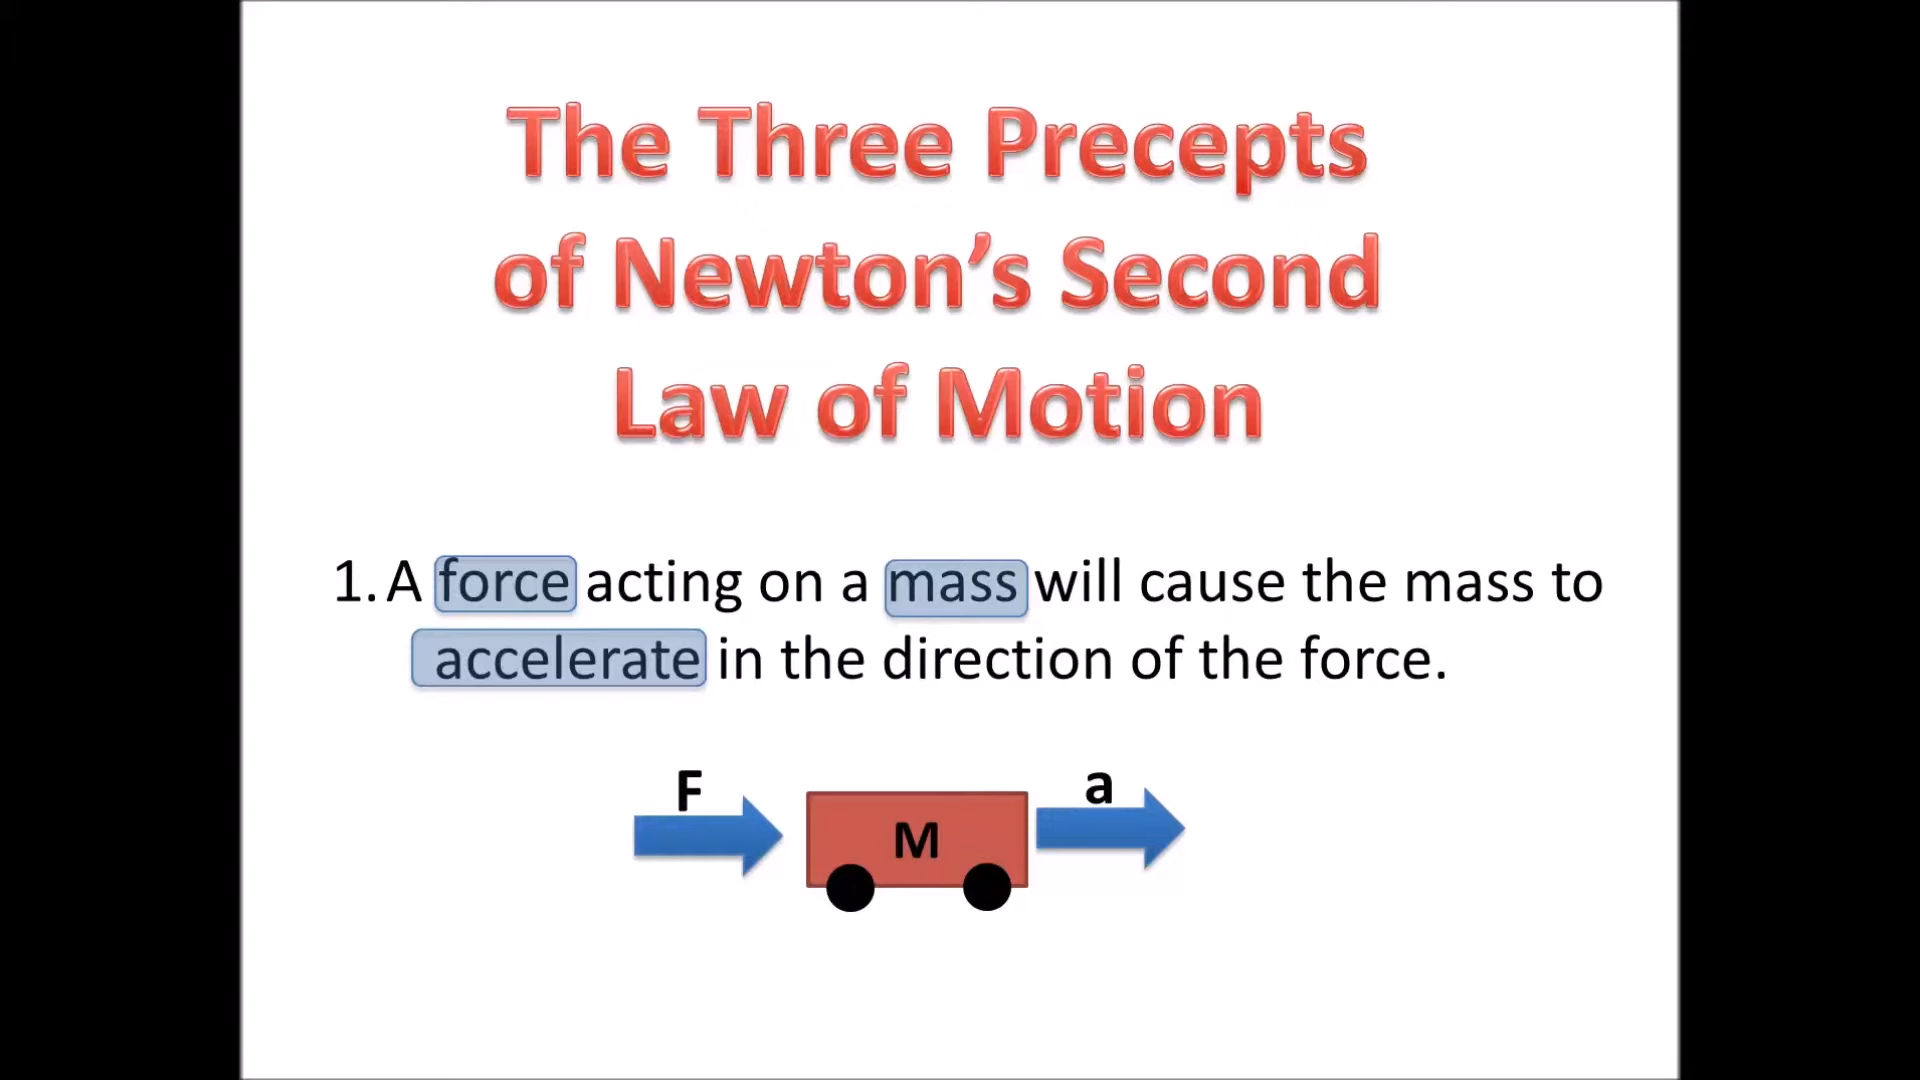 The Three Precepts
of Newton’s Second
Law of Motion
1. A force acting on a mass will cause the mass to
accelerate in the direction of the force.
F
a
M